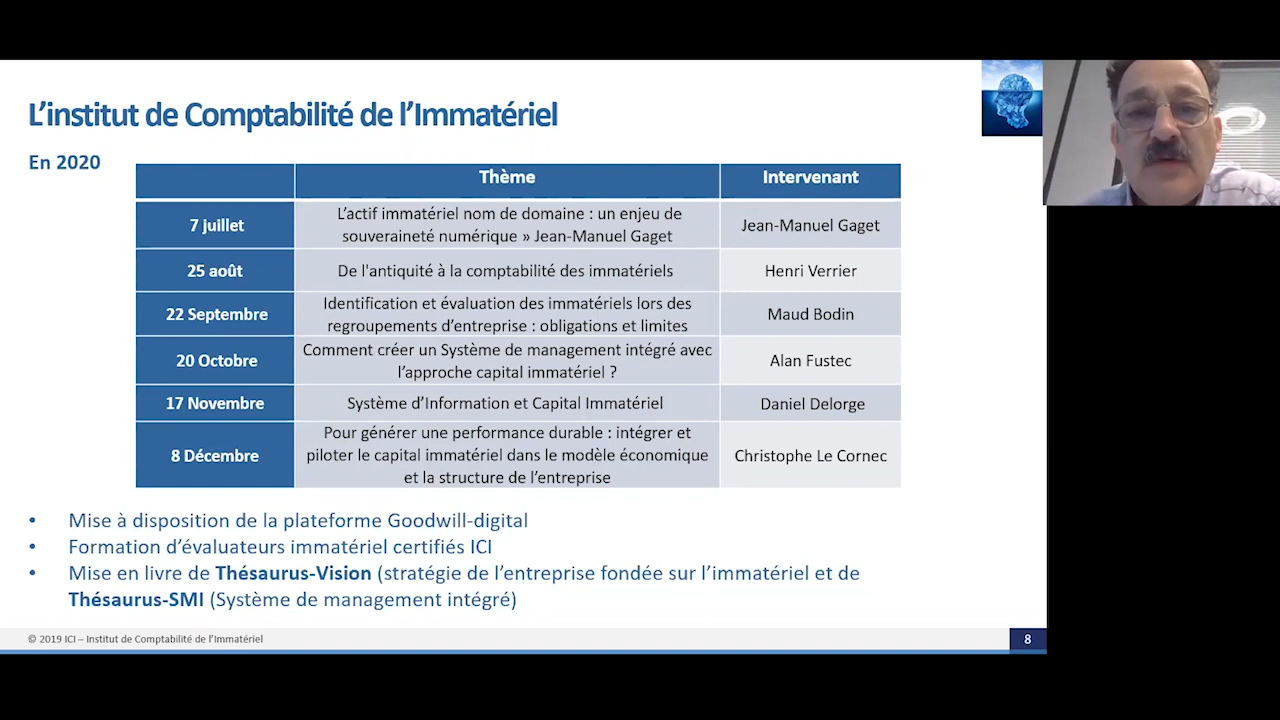 L'institut de Comptabilité de l'Immatériel
En 2020
Thème
Intervenant
7 juillet
L'actif immatériel nom de domaine : un enjeu de
souveraineté numérique » Jean-Manuel Gaget
Jean-Manuel Gaget
25 août
De l'antiquité à la comptabilité des immatériels
Henri Verrier
22 Septembre
Identification et évaluation des immatériels lors des
regroupements d'entreprise : obligations et limites
Maud Bodin
20 Octobre
Comment créer un Système de management intégré avec
l'approche capital immatériel ?
Alan Fustec
17 Novembre
Système d'Information et Capital Immatériel
Daniel Delorge
8 Décembre
Pour générer une performance durable : intégrer et
piloter le capital immatériel dans le modèle économique
et la structure de l'entreprise
Christophe Le Cornec
• Mise à disposition de la plateforme Goodwill-digital
• Formation d'évaluateurs immatériel certifiés ICI
• Mise en livre de Thésaurus-Vision (stratégie de l'entreprise fondée sur l'immatériel et de
Thésaurus-SMI (Système de management intégré)
© 2019 ICI – Institut de Comptabilité de l'Immatériel
8